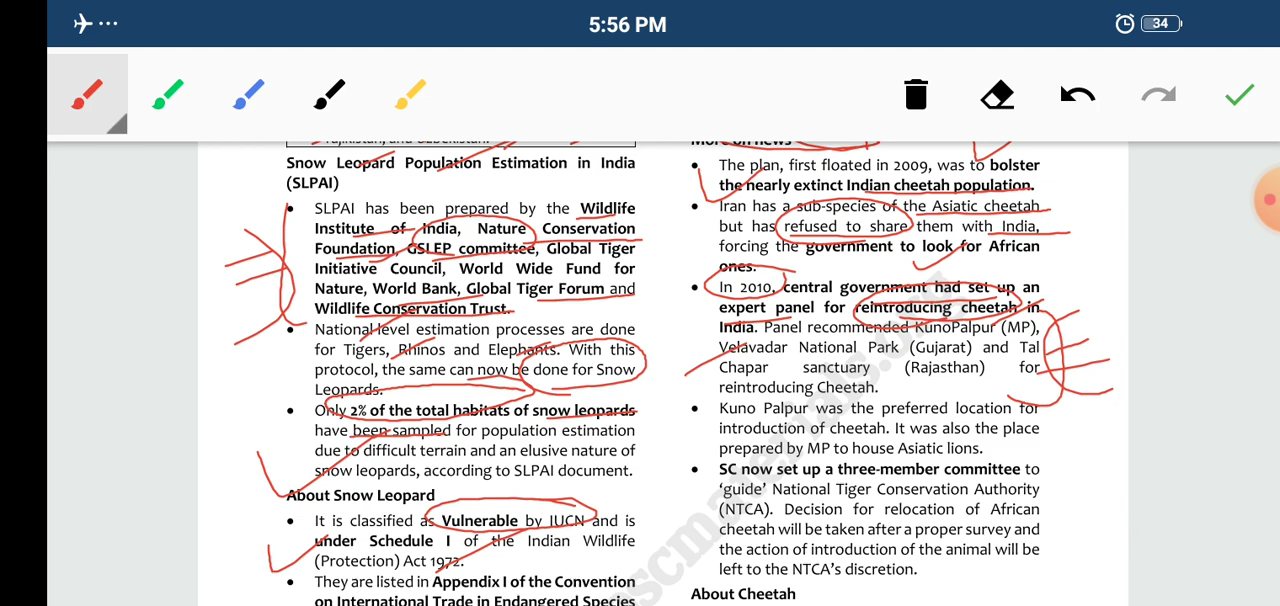 5:56 PM
34
Tajikistan, and Uzbekistan.
Snow Leopard Population Estimation in India
(SLPAI)
• SLPAI has been prepared by the Wildlife
Institute of India, Nature Conservation
Foundation, GSLEP committee, Global Tiger
Initiative Council, World Wide Fund for
Nature, World Bank, Global Tiger Forum and
Wildlife Conservation Trust.
• National-level estimation processes are done
for Tigers, Rhinos and Elephants. With this
protocol, the same can now be done for Snow
Leopards.
• Only 2% of the total habitats of snow leopards
have been sampled for population estimation
due to difficult terrain and an elusive nature of
snow leopards, according to SLPAI document.
About Snow Leopard
• It is classified as Vulnerable by IUCN and is
under Schedule I of the Indian Wildlife
(Protection) Act 1972.
• They are listed in Appendix I of the Convention
on International Trade in Endangered Species
More on news
• The plan, first floated in 2009, was to bolster
the nearly extinct Indian cheetah population.
• Iran has a sub-species of the Asiatic cheetah
but has refused to share them with India,
forcing the government to look for African
ones.
• In 2010, central government had set up an
expert panel for reintroducing cheetah in
India. Panel recommended KunoPalpur (MP),
Velavadar National Park (Gujarat) and Tal
Chapar sanctuary (Rajasthan) for
reintroducing Cheetah.
• Kuno Palpur was the preferred location for
introduction of cheetah. It was also the place
prepared by MP to house Asiatic lions.
• SC now set up a three-member committee to
‘guide’ National Tiger Conservation Authority
(NTCA). Decision for relocation of African
cheetah will be taken after a proper survey and
the action of introduction of the animal will be
left to the NTCA’s discretion.
About Cheetah